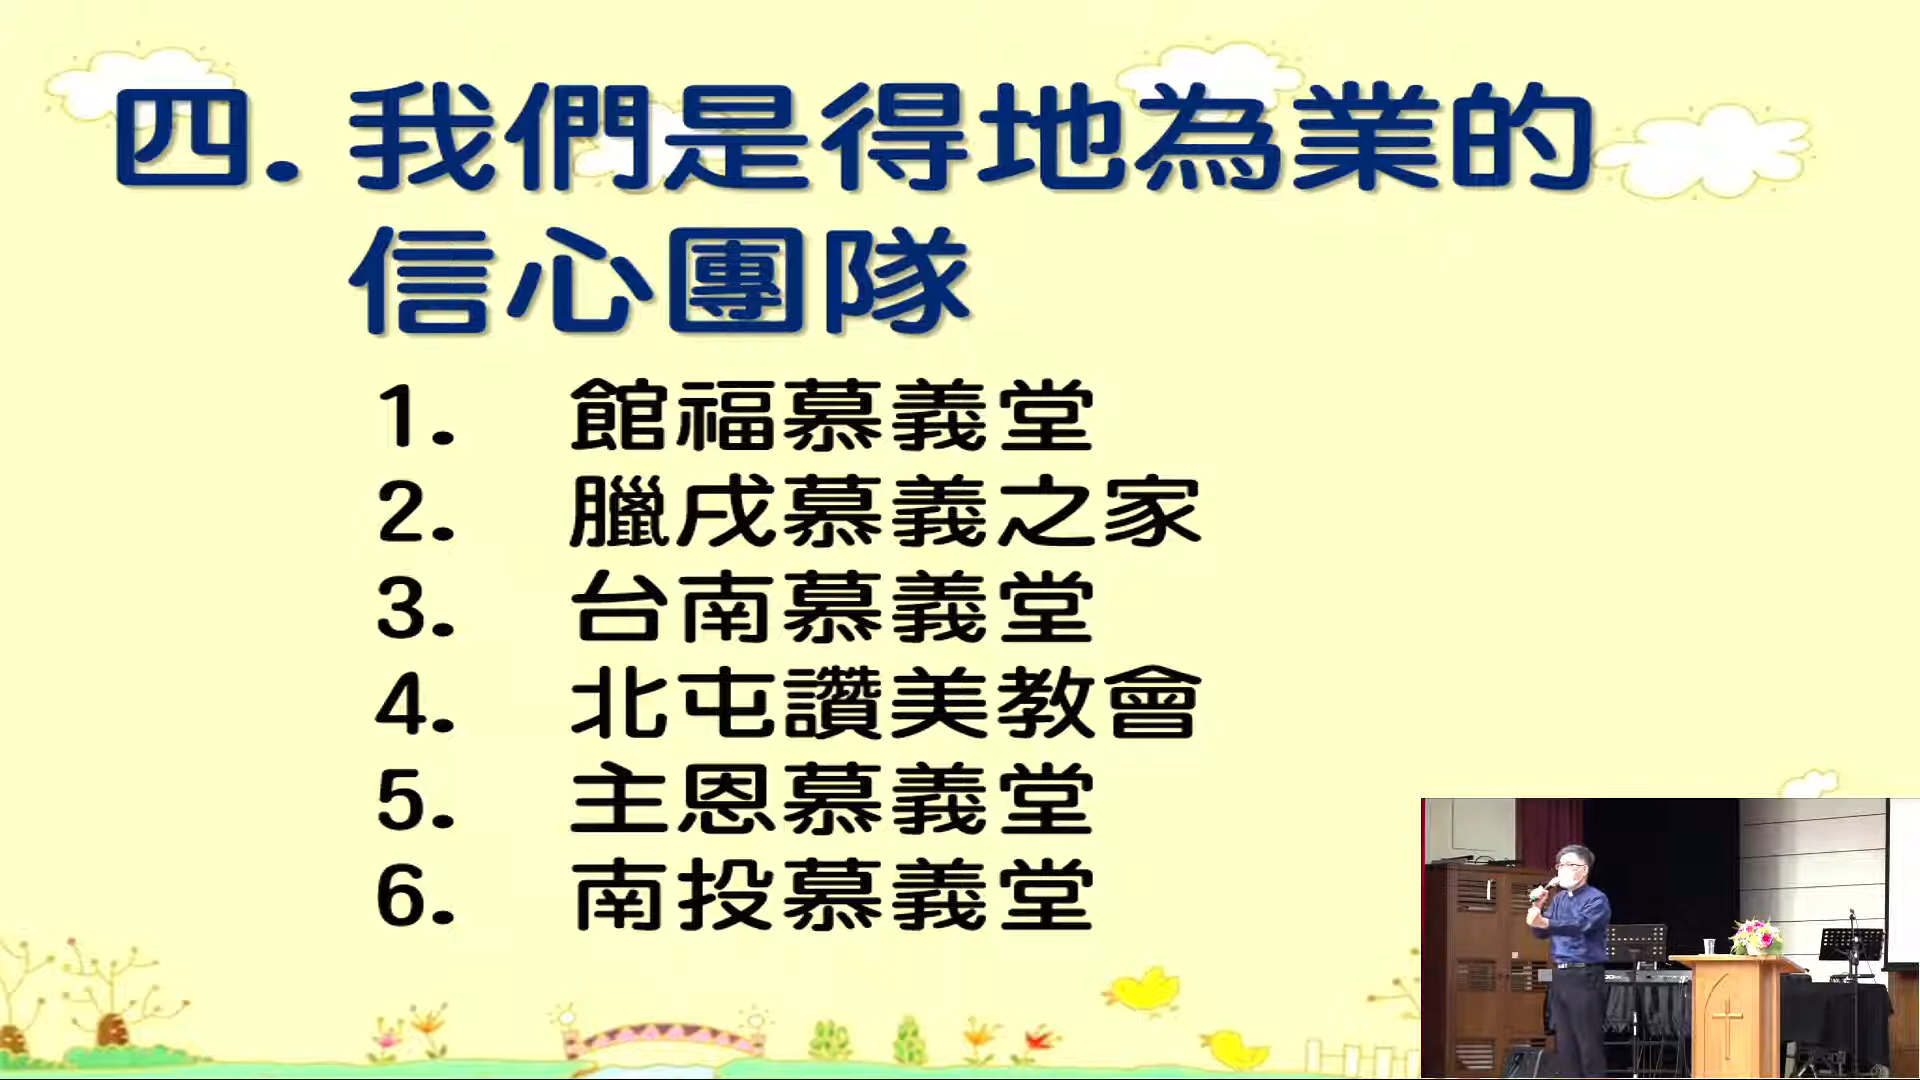 四. 我們是得地為業的
信心團隊
1. 館福慕義堂
2. 臘戌慕義之家
3. 台南慕義堂
4. 北屯讚美教會
5. 主恩慕義堂
6. 南投慕義堂